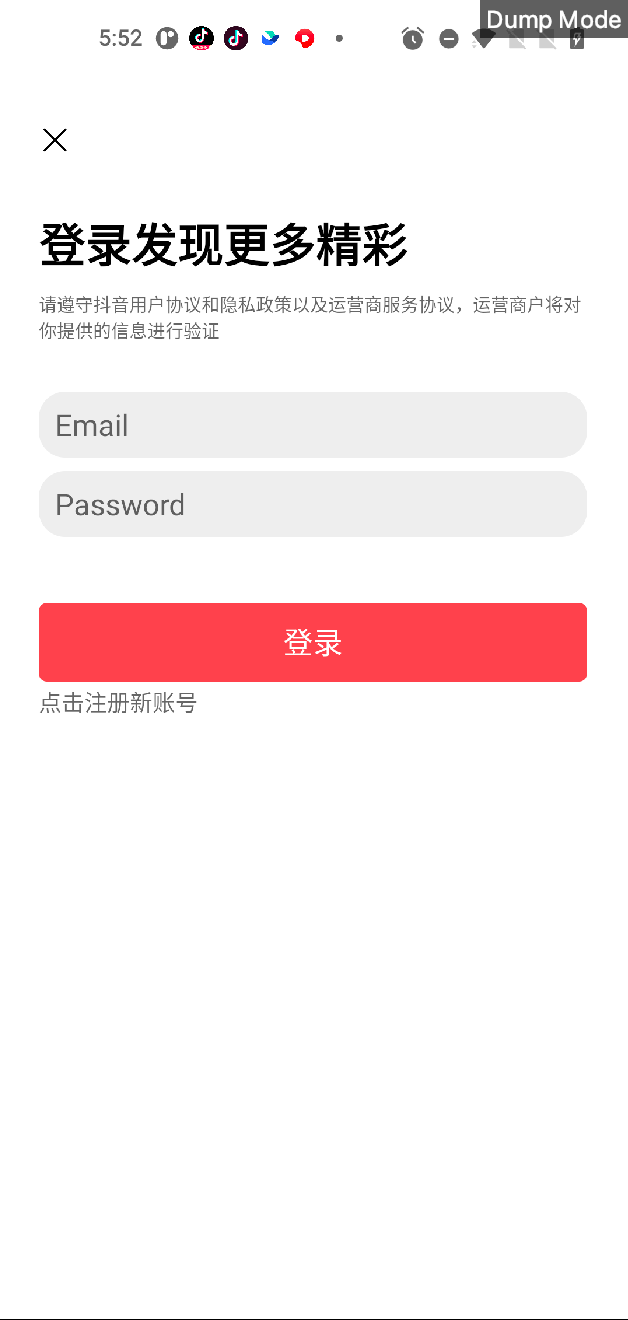 Dump Mode
5:52
登录发现更多精彩
请遵守抖音用户协议和隐私政策以及运营商服务协议，运营商户将对
你提供的信息进行验证
Email
Password
登录
点击注册新账号